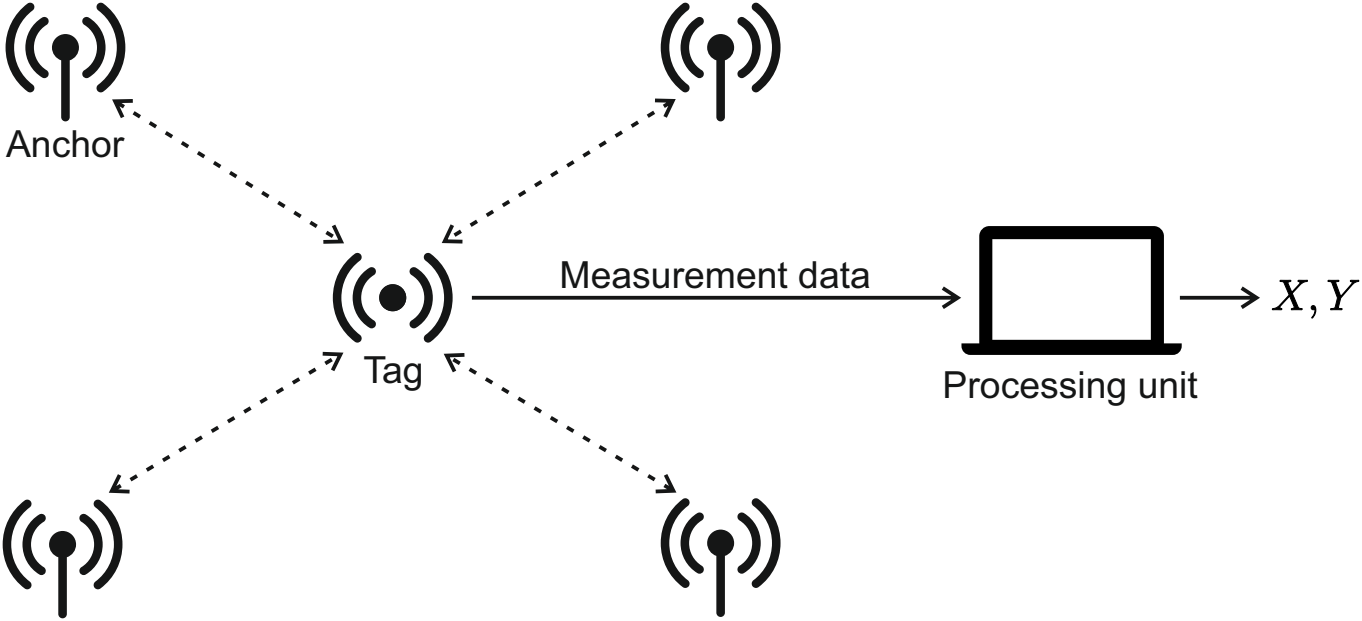 Anchor
Measurement data
X, Y
Tag
Processing unit